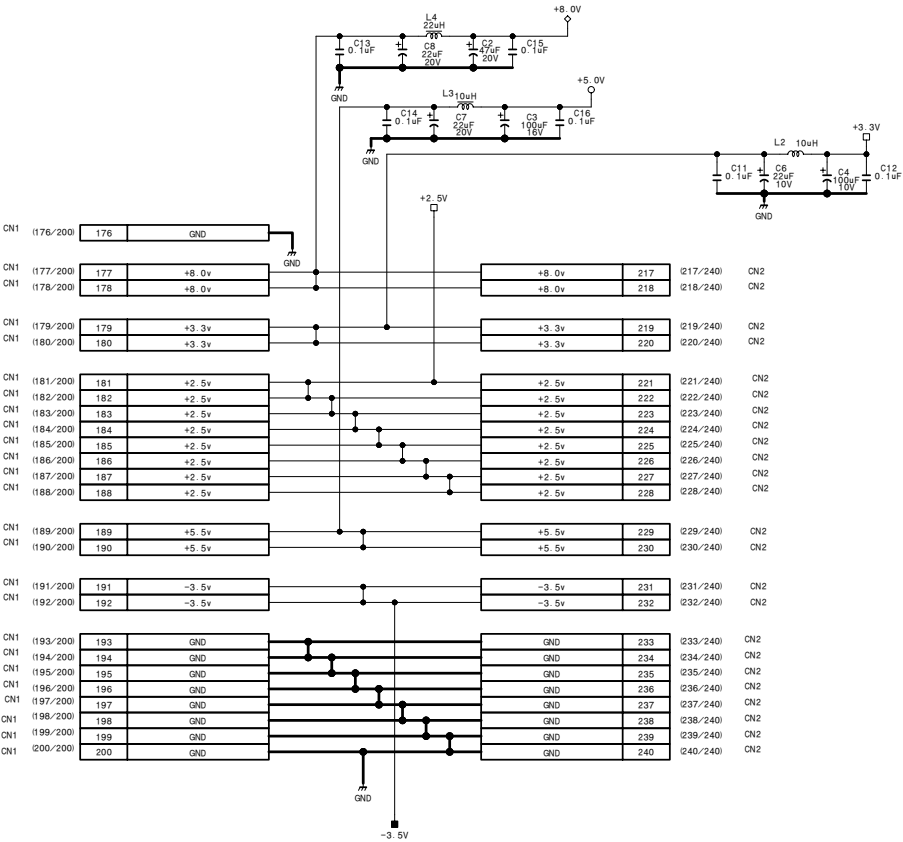 +8.0V
L4
22uH
C13
0.1uF
C8
22uF
20V
C2
47uF
20V
C15
0.1uF
GND
+5.0V
L3 10uH
C14
0.1uF
C7
22uF
20V
C3
100uF
16V
C16
0.1uF
GND
+3.3V
L2 10uH
C11
0.1uF
C6
22uF
10V
C4
100uF
10V
C12
0.1uF
GND
+2.5V
CN1 (176/200) 176 GND
GND
CN1 (177/200) 177 +8.0v +8.0v 217 (217/240) CN2
CN1 (178/200) 178 +8.0v +8.0v 218 (218/240) CN2
CN1 (179/200) 179 +3.3v +3.3v 219 (219/240) CN2
CN1 (180/200) 180 +3.3v +3.3v 220 (220/240) CN2
CN1 (181/200) 181 +2.5v +2.5v 221 (221/240) CN2
CN1 (182/200) 182 +2.5v +2.5v 222 (222/240) CN2
CN1 (183/200) 183 +2.5v +2.5v 223 (223/240) CN2
CN1 (184/200) 184 +2.5v +2.5v 224 (224/240) CN2
CN1 (185/200) 185 +2.5v +2.5v 225 (225/240) CN2
CN1 (186/200) 186 +2.5v +2.5v 226 (226/240) CN2
CN1 (187/200) 187 +2.5v +2.5v 227 (227/240) CN2
CN1 (188/200) 188 +2.5v +2.5v 228 (228/240) CN2
CN1 (189/200) 189 +5.5v +5.5v 229 (229/240) CN2
CN1 (190/200) 190 +5.5v +5.5v 230 (230/240) CN2
CN1 (191/200) 191 -3.5v -3.5v 231 (231/240) CN2
CN1 (192/200) 192 -3.5v -3.5v 232 (232/240) CN2
CN1 (193/200) 193 GND GND 233 (233/240) CN2
CN1 (194/200) 194 GND GND 234 (234/240) CN2
CN1 (195/200) 195 GND GND 235 (235/240) CN2
CN1 (196/200) 196 GND GND 236 (236/240) CN2
CN1 (197/200) 197 GND GND 237 (237/240) CN2
CN1 (198/200) 198 GND GND 238 (238/240) CN2
CN1 (199/200) 199 GND GND 239 (239/240) CN2
CN1 (200/200) 200 GND GND 240 (240/240) CN2
GND
-3.5V